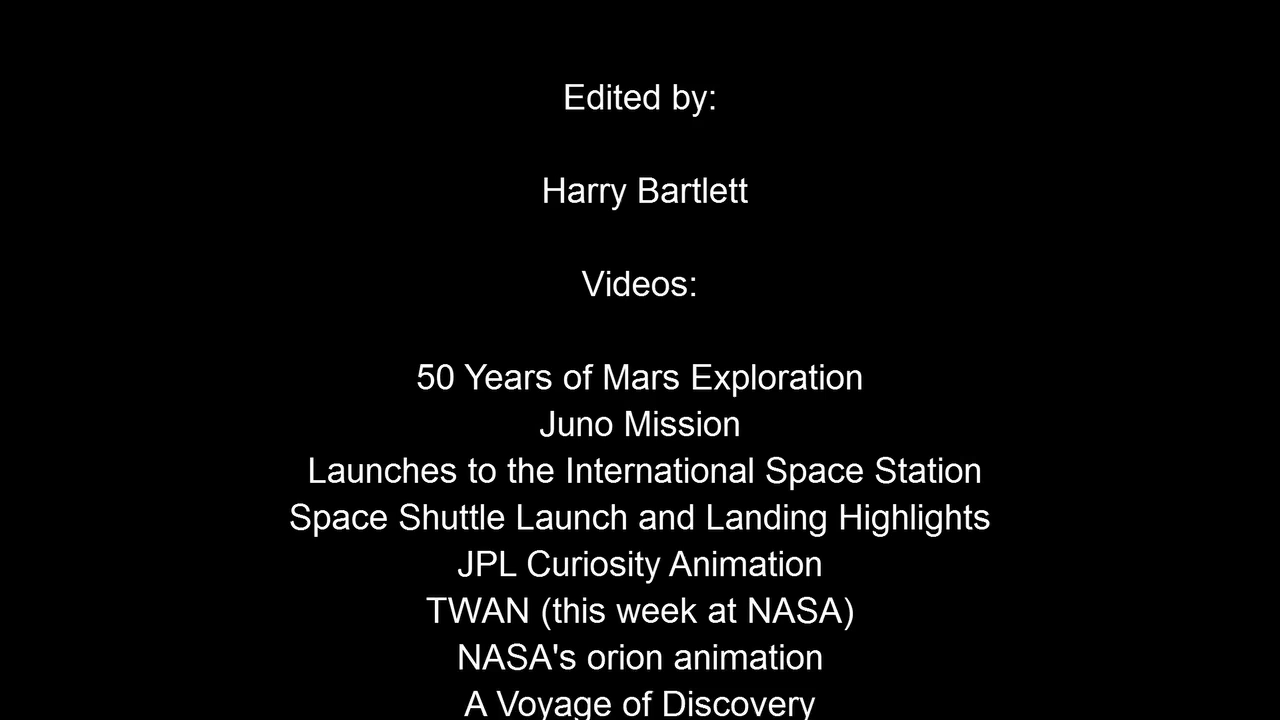 Edited by:
Harry Bartlett
Videos:
50 Years of Mars Exploration
Juno Mission
Launches to the International Space Station
Space Shuttle Launch and Landing Highlights
JPL Curiosity Animation
TWAN (this week at NASA)
NASA's orion animation
A Voyage of Discovery